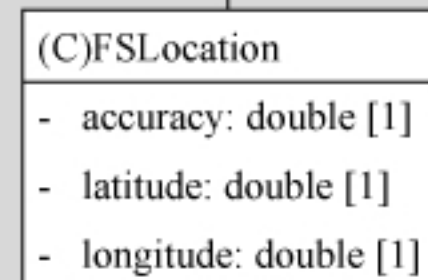 (C)FSLocation
- accuracy: double [1]
- latitude: double [1]
- longitude: double [1]